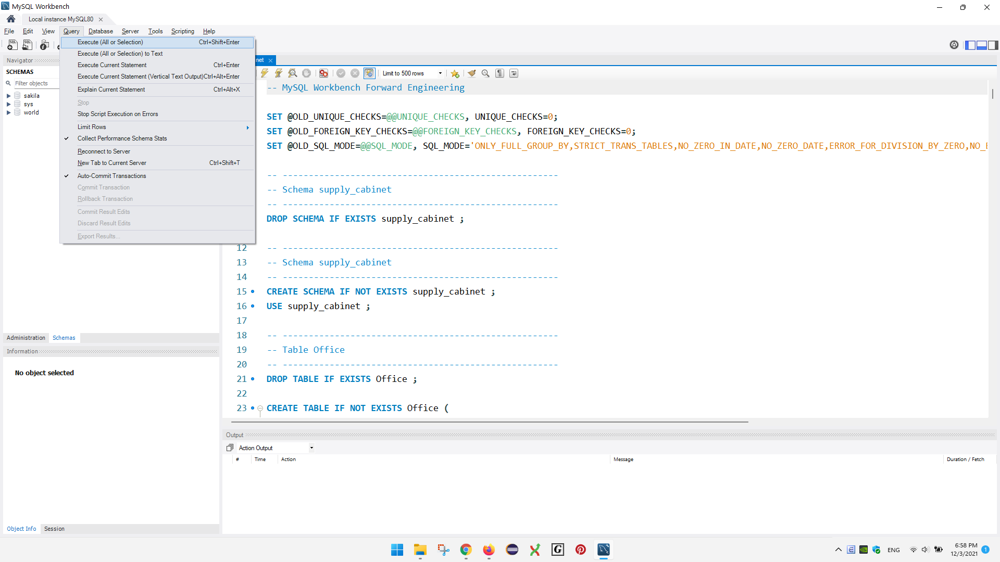 MySQL Workbench
Local instance MySQL80
File Edit View Query Database Server Tools Scripting Help
Execute (All or Selection) Ctrl+Shift+Enter
Execute (All or Selection) to Text
Execute Current Statement Ctrl+Enter
Execute Current Statement (Vertical Text Output) Ctrl+Alt+Enter
Explain Current Statement Ctrl+Alt+X
Stop
Stop Script Execution on Errors
Limit Rows
Collect Performance Schema Stats
Reconnect to Server
New Tab to Current Server Ctrl+Shift+T
Auto-Commit Transactions
Commit Transaction
Rollback Transaction
Commit Result Edits
Discard Result Edits
Export Results...
Navigator
SCHEMAS
Filter objects
sakila
sys
world
Administration Schemas
Information
No object selected
Object Info Session
net
Limit to 500 rows
-- MySQL Workbench Forward Engineering
SET @OLD_UNIQUE_CHECKS=@@UNIQUE_CHECKS, UNIQUE_CHECKS=0;
SET @OLD_FOREIGN_KEY_CHECKS=@@FOREIGN_KEY_CHECKS, FOREIGN_KEY_CHECKS=0;
SET @OLD_SQL_MODE=@@SQL_MODE, SQL_MODE='ONLY_FULL_GROUP_BY,STRICT_TRANS_TABLES,NO_ZERO_IN_DATE,NO_ZERO_DATE,ERROR_FOR_DIVISION_BY_ZERO,NO_E
-- -----------------------------------------------------
-- Schema supply_cabinet
-- -----------------------------------------------------
DROP SCHEMA IF EXISTS supply_cabinet ;
12 -- -----------------------------------------------------
13 -- Schema supply_cabinet
14 -- -----------------------------------------------------
15 CREATE SCHEMA IF NOT EXISTS supply_cabinet ;
16 USE supply_cabinet ;
17
18 -- -----------------------------------------------------
19 -- Table Office
20 -- -----------------------------------------------------
21 DROP TABLE IF EXISTS Office ;
22
23 CREATE TABLE IF NOT EXISTS Office (
Output
Action Output
# Time Action Message Duration / Fetch
ENG
6:58 PM
12/3/2021
1